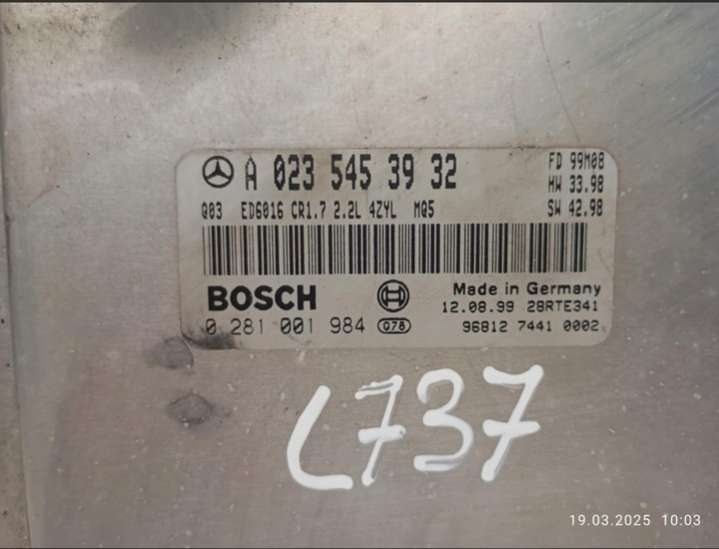 A 023 545 39 32
FD 99M08
HW 33.98
Q03 ED6016 CR1.7 2.2L 4ZYL MQ5
SW 42.98
BOSCH
Made in Germany
12.08.99 28RTE341
0 281 001 984 Q78
96812 7441 0002
L737
19.03.2025 10:03